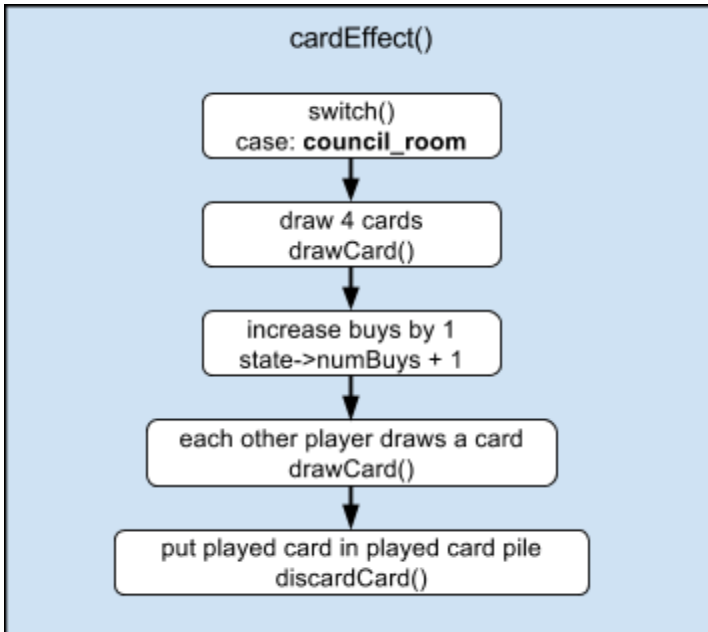 cardEffect()
switch()
case: council_room
draw 4 cards
drawCard()
increase buys by 1
state->numBuys + 1
each other player draws a card
drawCard()
put played card in played card pile
discardCard()